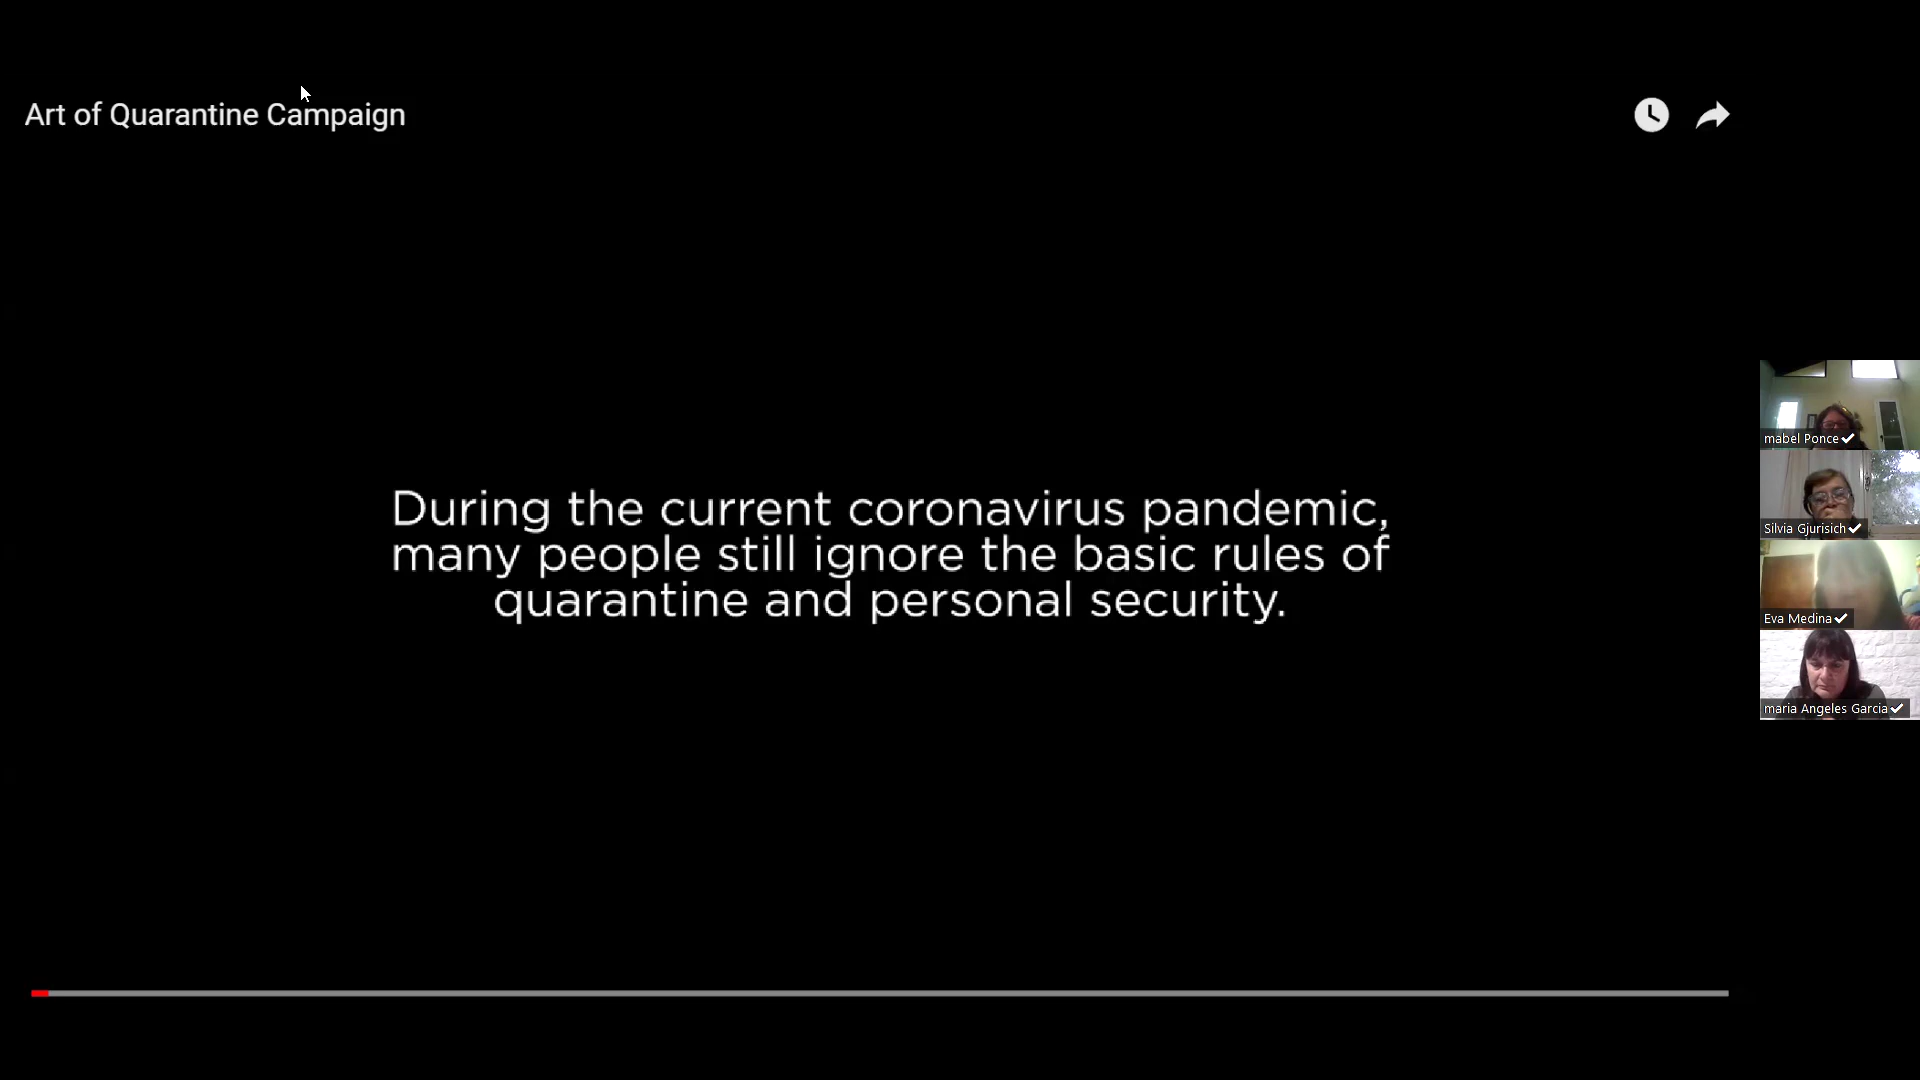 Art of Quarantine Campaign
During the current coronavirus pandemic,
many people still ignore the basic rules of
quarantine and personal security.
mabel Ponce
Silvia Gjurisich
Eva Medina
maria Angeles Garcia